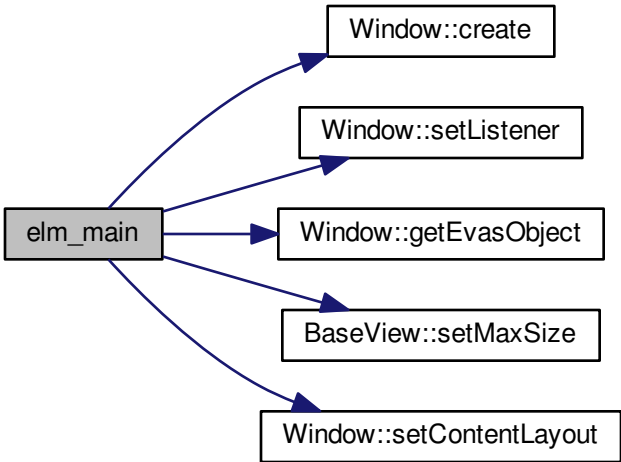 Window::create
Window::setListener
elm_main
Window::getEvasObject
BaseView::setMaxSize
Window::setContentLayout